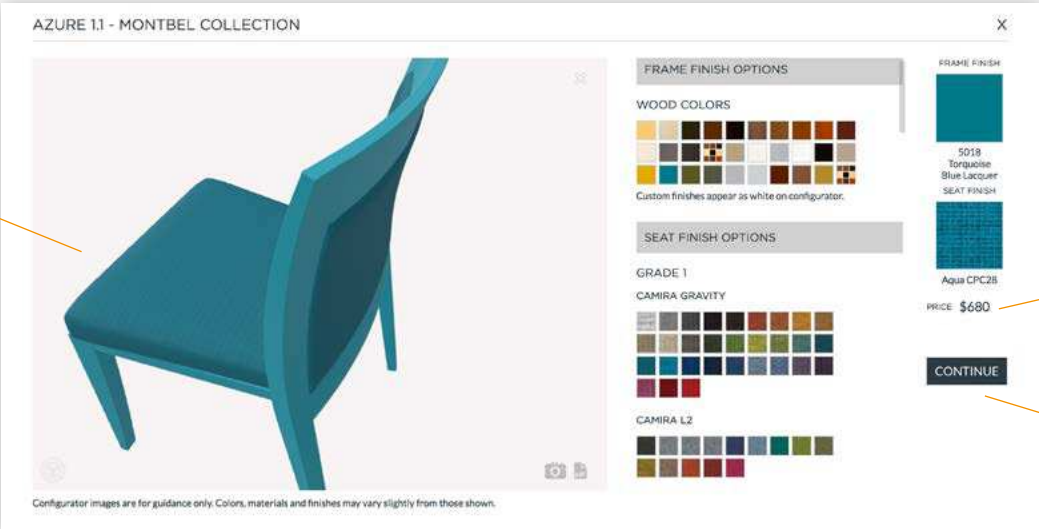 AZURE 1.1 - MONTBEL COLLECTION
X
FRAME FINISH OPTIONS
WOOD COLORS
Custom finishes appear as white on configurator.
SEAT FINISH OPTIONS
GRADE 1
CAMIRA GRAVITY
CAMIRA L2
FRAME FINISH
5018
Torquoise
Blue Lacquer
SEAT FINISH
Aqua CPC28
PRICE $680
CONTINUE
Configurator images are for guidance only. Colors, materials and finishes may vary slightly from those shown.